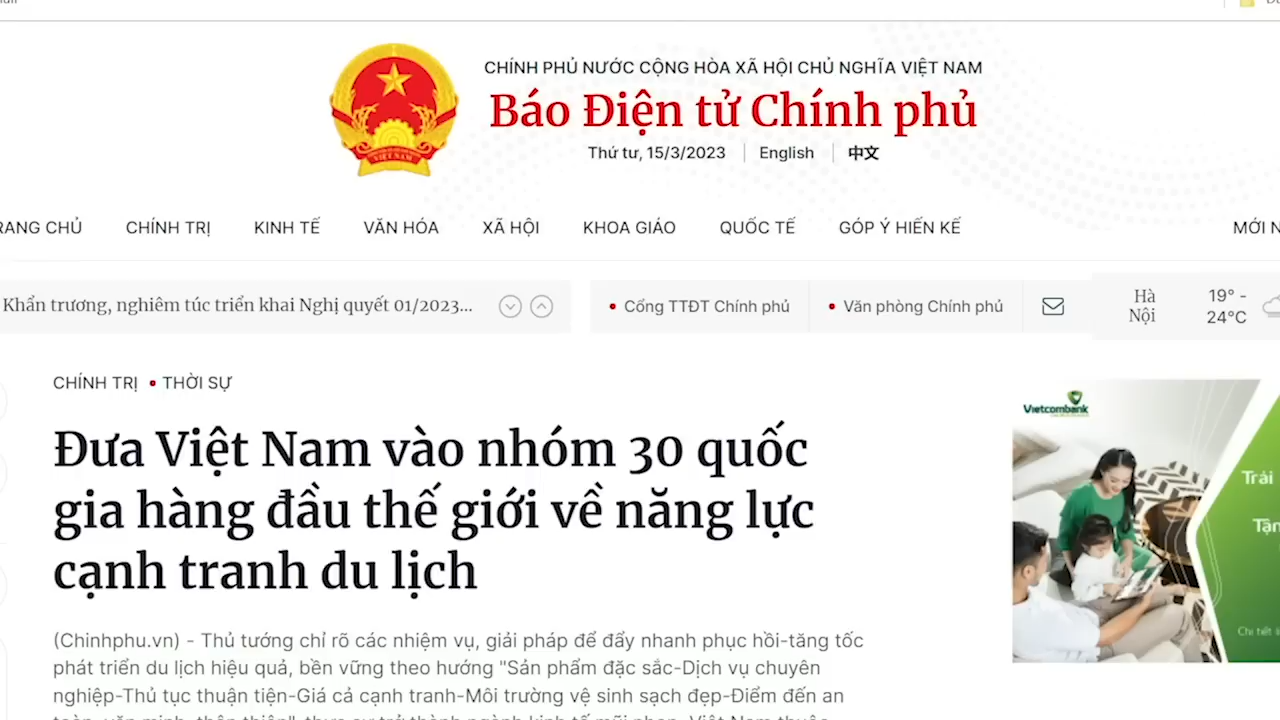 CHÍNH PHỦ NƯỚC CỘNG HÒA XÃ HỘI CHỦ NGHĨA VIỆT NAM
Báo Điện tử Chính phủ
Thứ tư, 15/3/2023 English 中文
VIỆT NAM
RANG CHỦ CHÍNH TRỊ KINH TẾ VĂN HÓA XÃ HỘI KHOA GIÁO QUỐC TẾ GÓP Ý HIẾN KẾ MỚI N
Khẩn trương, nghiêm túc triển khai Nghị quyết 01/2023... Cổng TTĐT Chính phủ Văn phòng Chính phủ
Hà Nội 19° - 24°C
CHÍNH TRỊ • THỜI SỰ
Đưa Việt Nam vào nhóm 30 quốc
gia hàng đầu thế giới về năng lực
cạnh tranh du lịch
(Chinhphu.vn) - Thủ tướng chỉ rõ các nhiệm vụ, giải pháp để đẩy nhanh phục hồi-tăng tốc
phát triển du lịch hiệu quả, bền vững theo hướng "Sản phẩm đặc sắc-Dịch vụ chuyên
nghiệp-Thủ tục thuận tiện-Giá cả cạnh tranh-Môi trường vệ sinh sạch đẹp-Điểm đến an
Vietcombank
Trải
Tận
Chi tiết